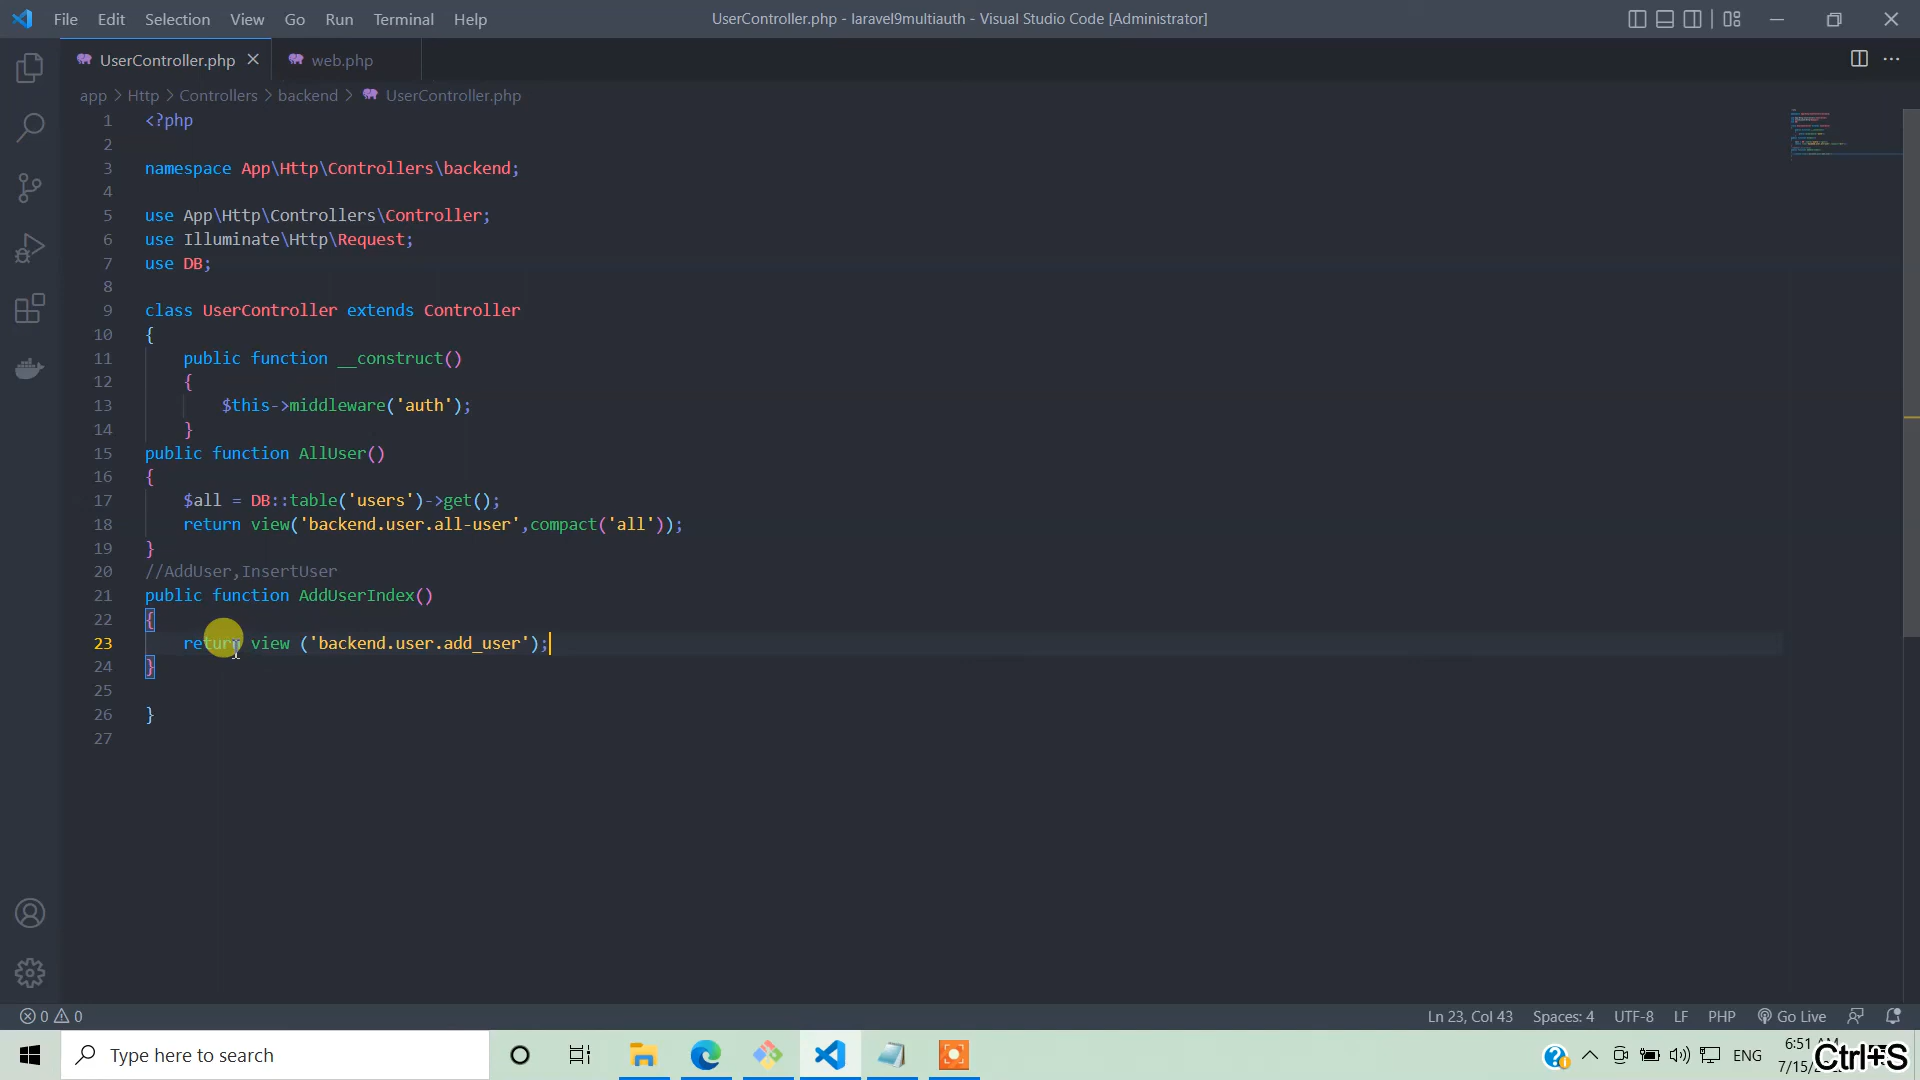 File Edit Selection View Go Run Terminal Help
UserController.php - laravel9multiauth - Visual Studio Code [Administrator]
UserController.php
web.php
app > Http > Controllers > backend > UserController.php
1 <?php
2
3 namespace App\Http\Controllers\backend;
4
5 use App\Http\Controllers\Controller;
6 use Illuminate\Http\Request;
7 use DB;
8
9 class UserController extends Controller
10 {
11 public function __construct()
12 {
13 $this->middleware('auth');
14 }
15 public function AllUser()
16 {
17 $all = DB::table('users')->get();
18 return view('backend.user.all-user',compact('all'));
19 }
20 //AddUser,InsertUser
21 public function AddUserIndex()
22 {
23 return view ('backend.user.add_user');
24 }
25
26 }
27
0 0
Ln 23, Col 43 Spaces: 4 UTF-8 LF PHP Go Live
Type here to search
ENG
6:51
7/15/2
Ctrl+S